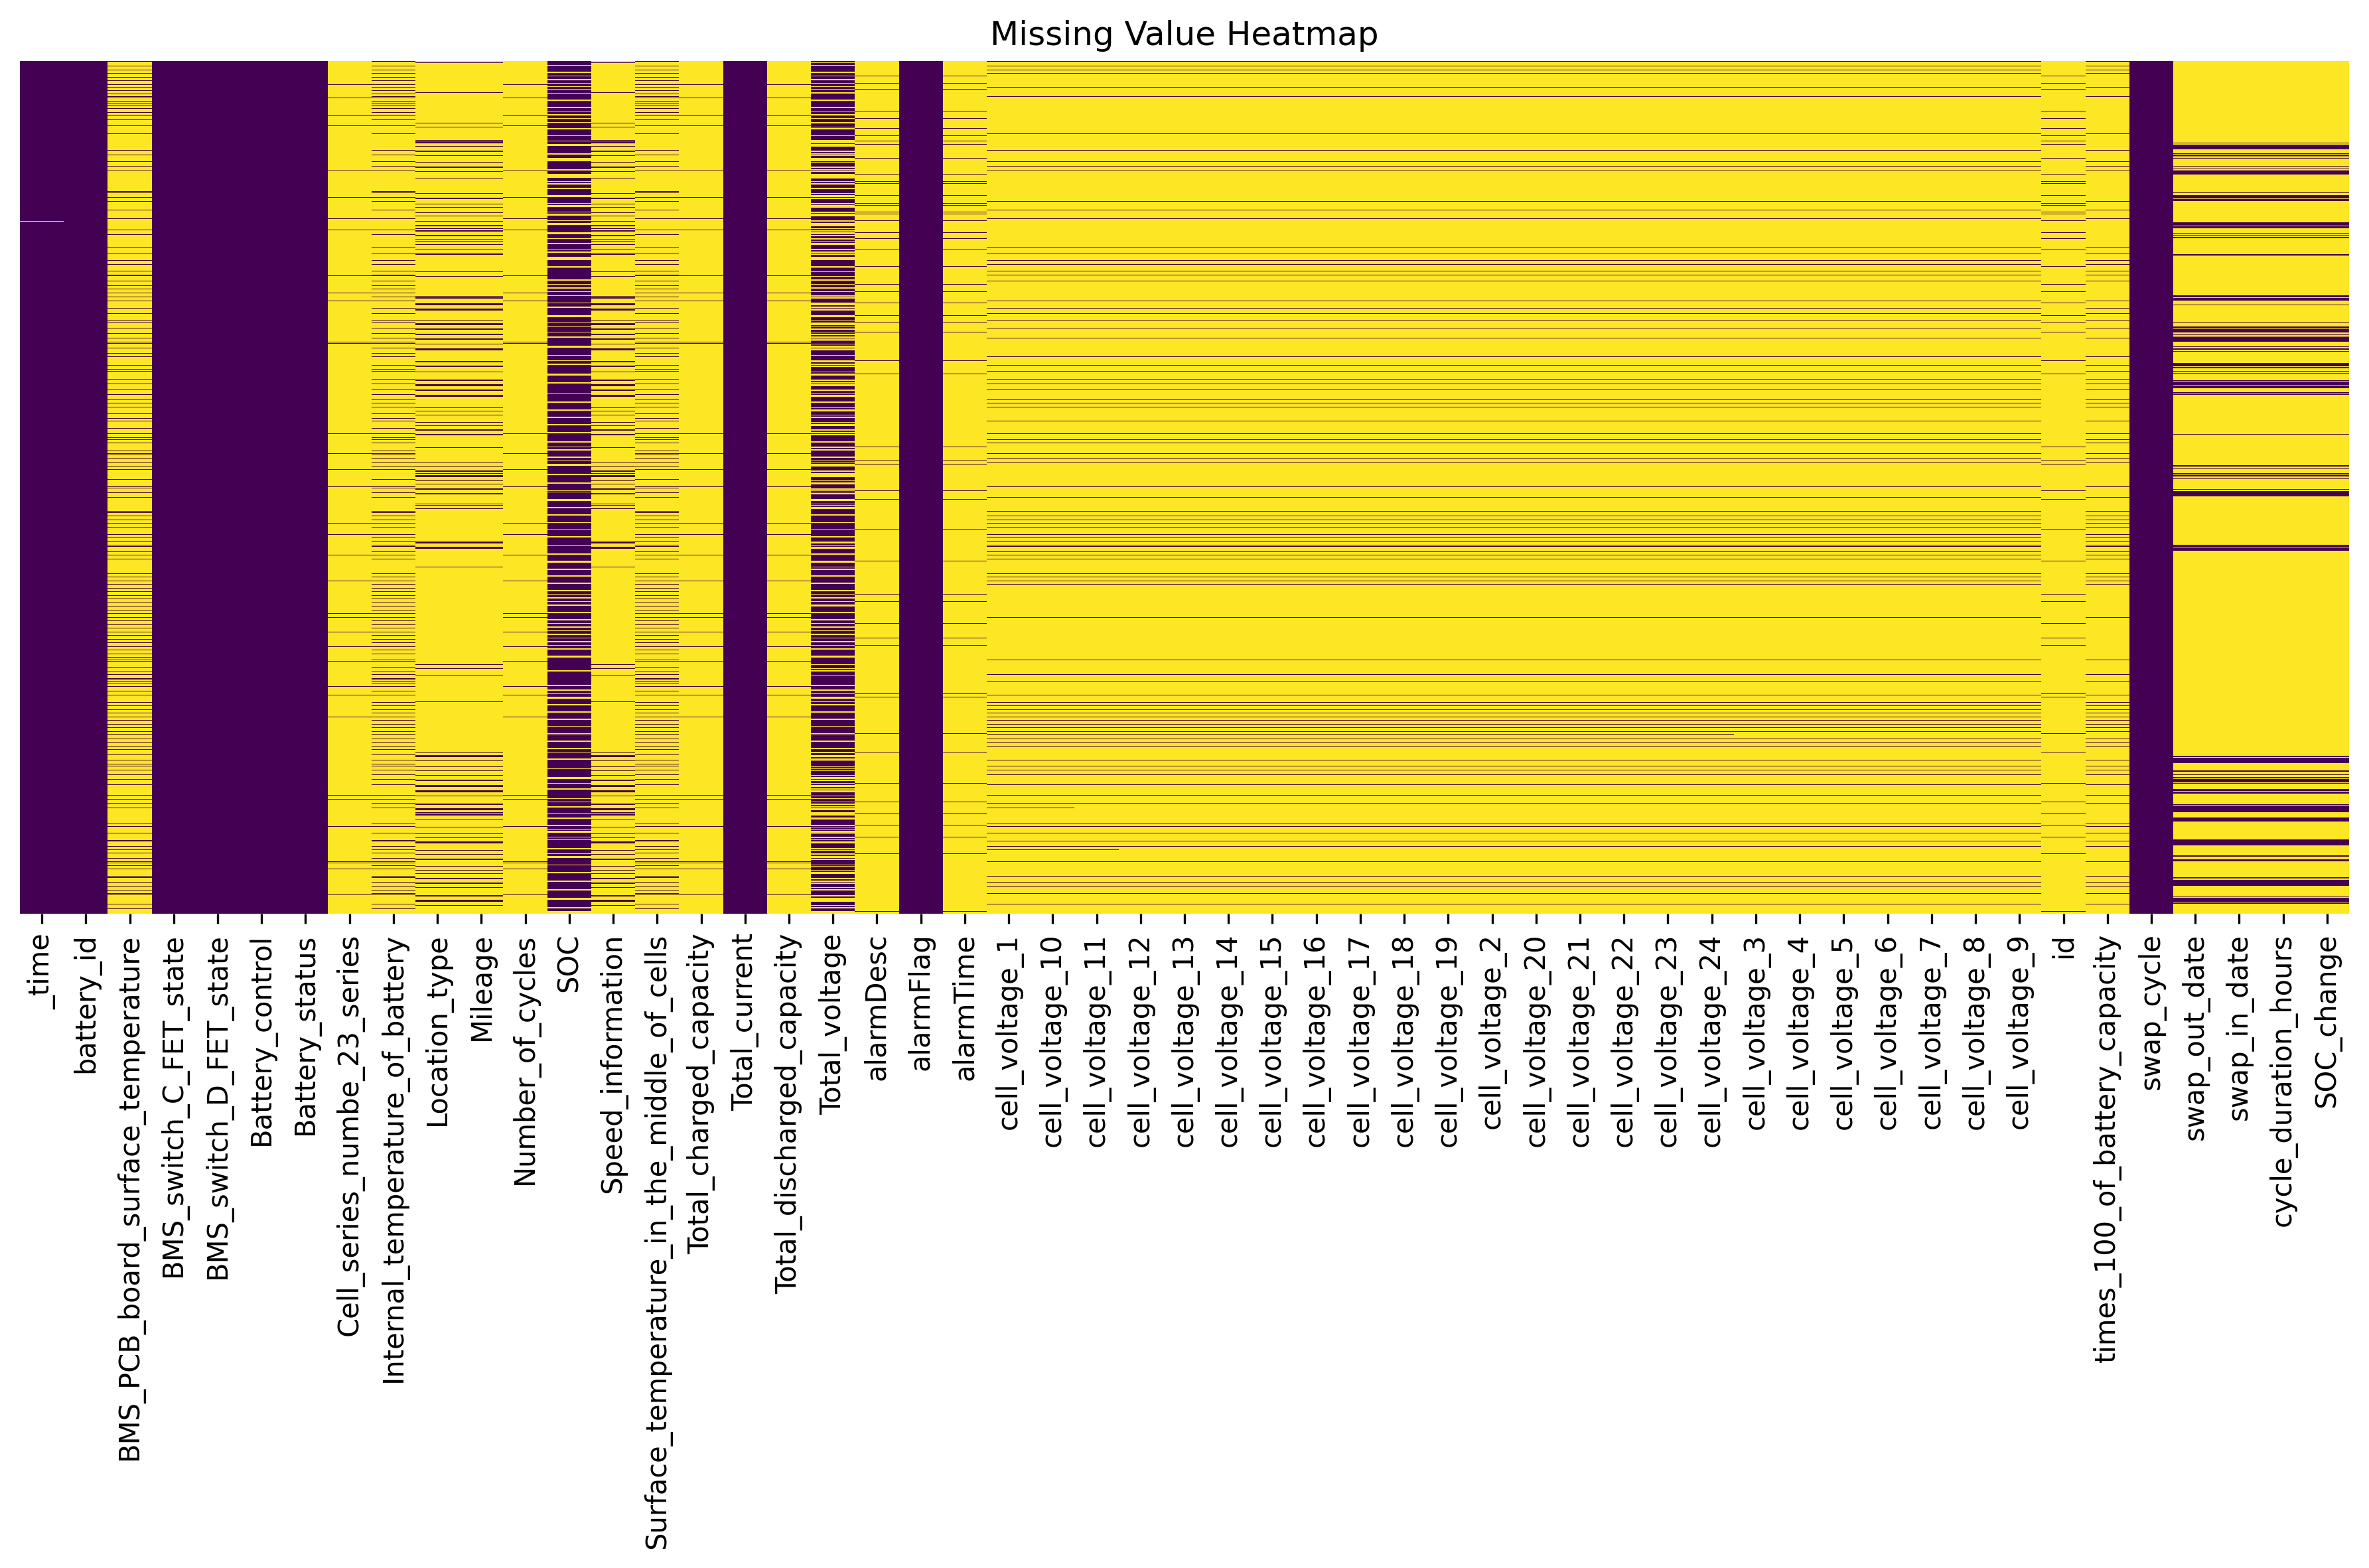 Missing Value Heatmap
_time
battery_id
BMS_PCB_board_surface_temperature
BMS_switch_C_FET_state
BMS_switch_D_FET_state
Battery_control
Battery_status
Cell_series_numbe_23_series
Internal_temperature_of_battery
Location_type
Mileage
Number_of_cycles
SOC
Speed_information
Surface_temperature_in_the_middle_of_cells
Total_charged_capacity
Total_current
Total_discharged_capacity
Total_voltage
alarmDesc
alarmFlag
alarmTime
cell_voltage_1
cell_voltage_10
cell_voltage_11
cell_voltage_12
cell_voltage_13
cell_voltage_14
cell_voltage_15
cell_voltage_16
cell_voltage_17
cell_voltage_18
cell_voltage_19
cell_voltage_2
cell_voltage_20
cell_voltage_21
cell_voltage_22
cell_voltage_23
cell_voltage_24
cell_voltage_3
cell_voltage_4
cell_voltage_5
cell_voltage_6
cell_voltage_7
cell_voltage_8
cell_voltage_9
id
times_100_of_battery_capacity
swap_cycle
swap_out_date
swap_in_date
cycle_duration_hours
SOC_change